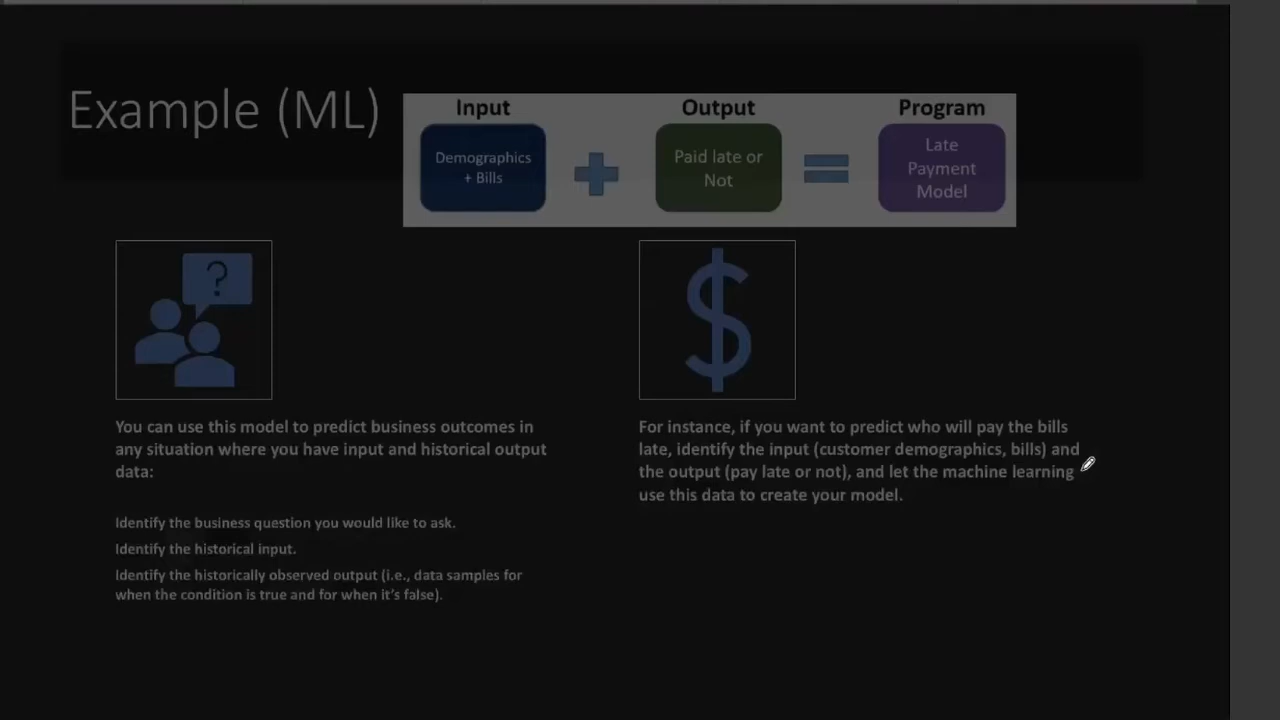 Example (ML)
Input
Output
Program
Demographics
+ Bills
Paid late or
Not
Late
Payment
Model
?
$
You can use this model to predict business outcomes in
any situation where you have input and historical output
data:
Identify the business question you would like to ask.
Identify the historical input.
Identify the historically observed output (i.e., data samples for
when the condition is true and for when it’s false).
For instance, if you want to predict who will pay the bills
late, identify the input (customer demographics, bills) and
the output (pay late or not), and let the machine learning
use this data to create your model.